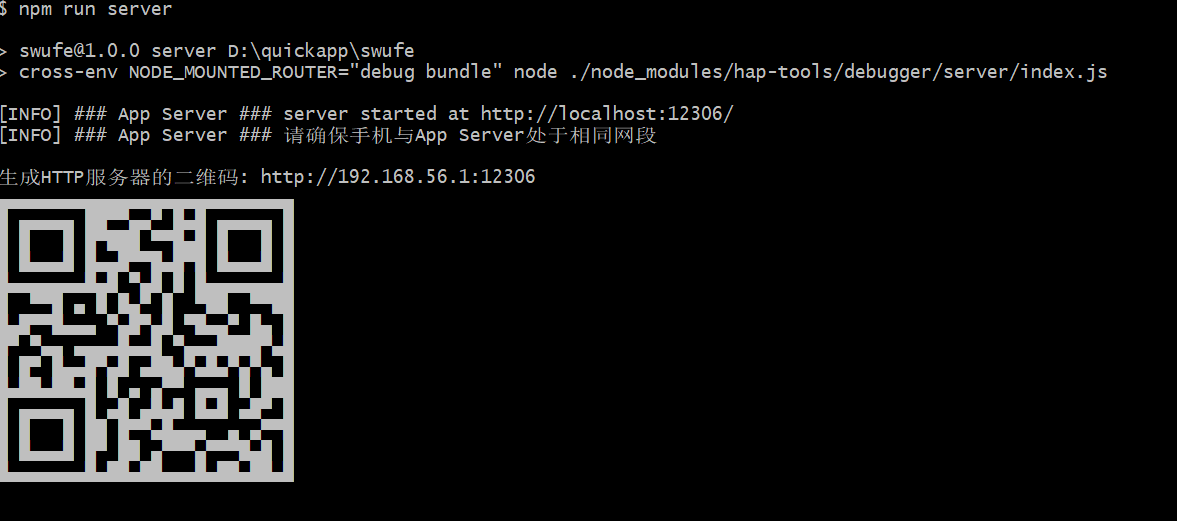 $ npm run server
> swufe@1.0.0 server D:\quickapp\swufe
> cross-env NODE_MOUNTED_ROUTER="debug bundle" node ./node_modules/hap-tools/debugger/server/index.js
[INFO] ### App Server ### server started at http://localhost:12306/
[INFO] ### App Server ### 请确保手机与App Server处于相同网段
生成HTTP服务器的二维码: http://192.168.56.1:12306